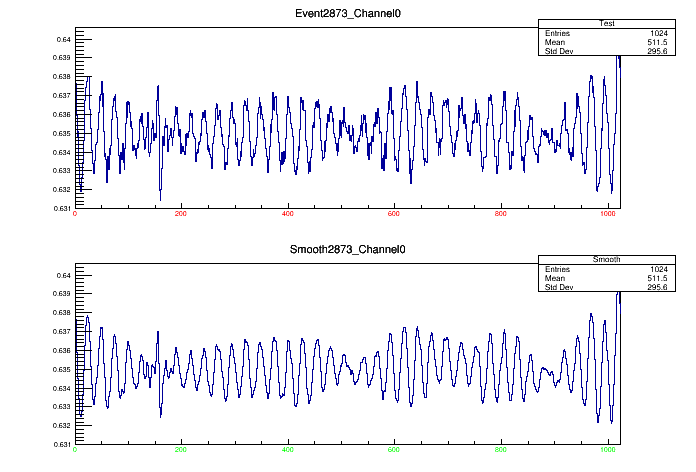 Event2873_Channel0
Test
Entries 1024
Mean 511.5
Std Dev 295.6
0.64
0.639
0.638
0.637
0.636
0.635
0.634
0.633
0.632
0.631
0 200 400 600 800 1000
Smooth2873_Channel0
Smooth
Entries 1024
Mean 511.5
Std Dev 295.6
0.64
0.639
0.638
0.637
0.636
0.635
0.634
0.633
0.632
0.631
0 200 400 600 800 1000